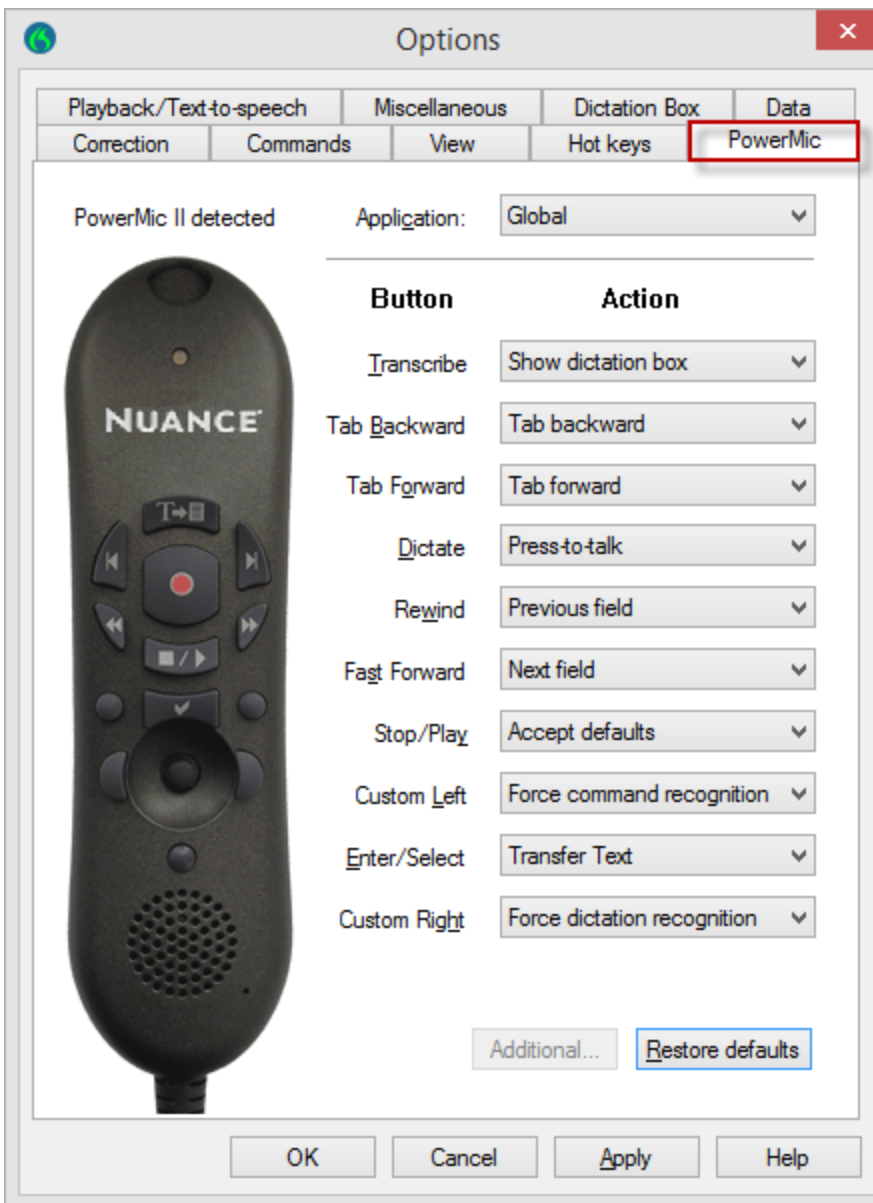 Options
Playback/Text-to-speech Miscellaneous Dictation Box Data
Correction Commands View Hot keys PowerMic
PowerMic II detected Application: Global
Button Action
Transcribe Show dictation box
NUANCE
Tab Backward Tab backward
Tab Forward Tab forward
Dictate Press-to-talk
Rewind Previous field
Fast Forward Next field
Stop/Play Accept defaults
Custom Left Force command recognition
Enter/Select Transfer Text
Custom Right Force dictation recognition
Additional... Restore defaults
OK Cancel Apply Help